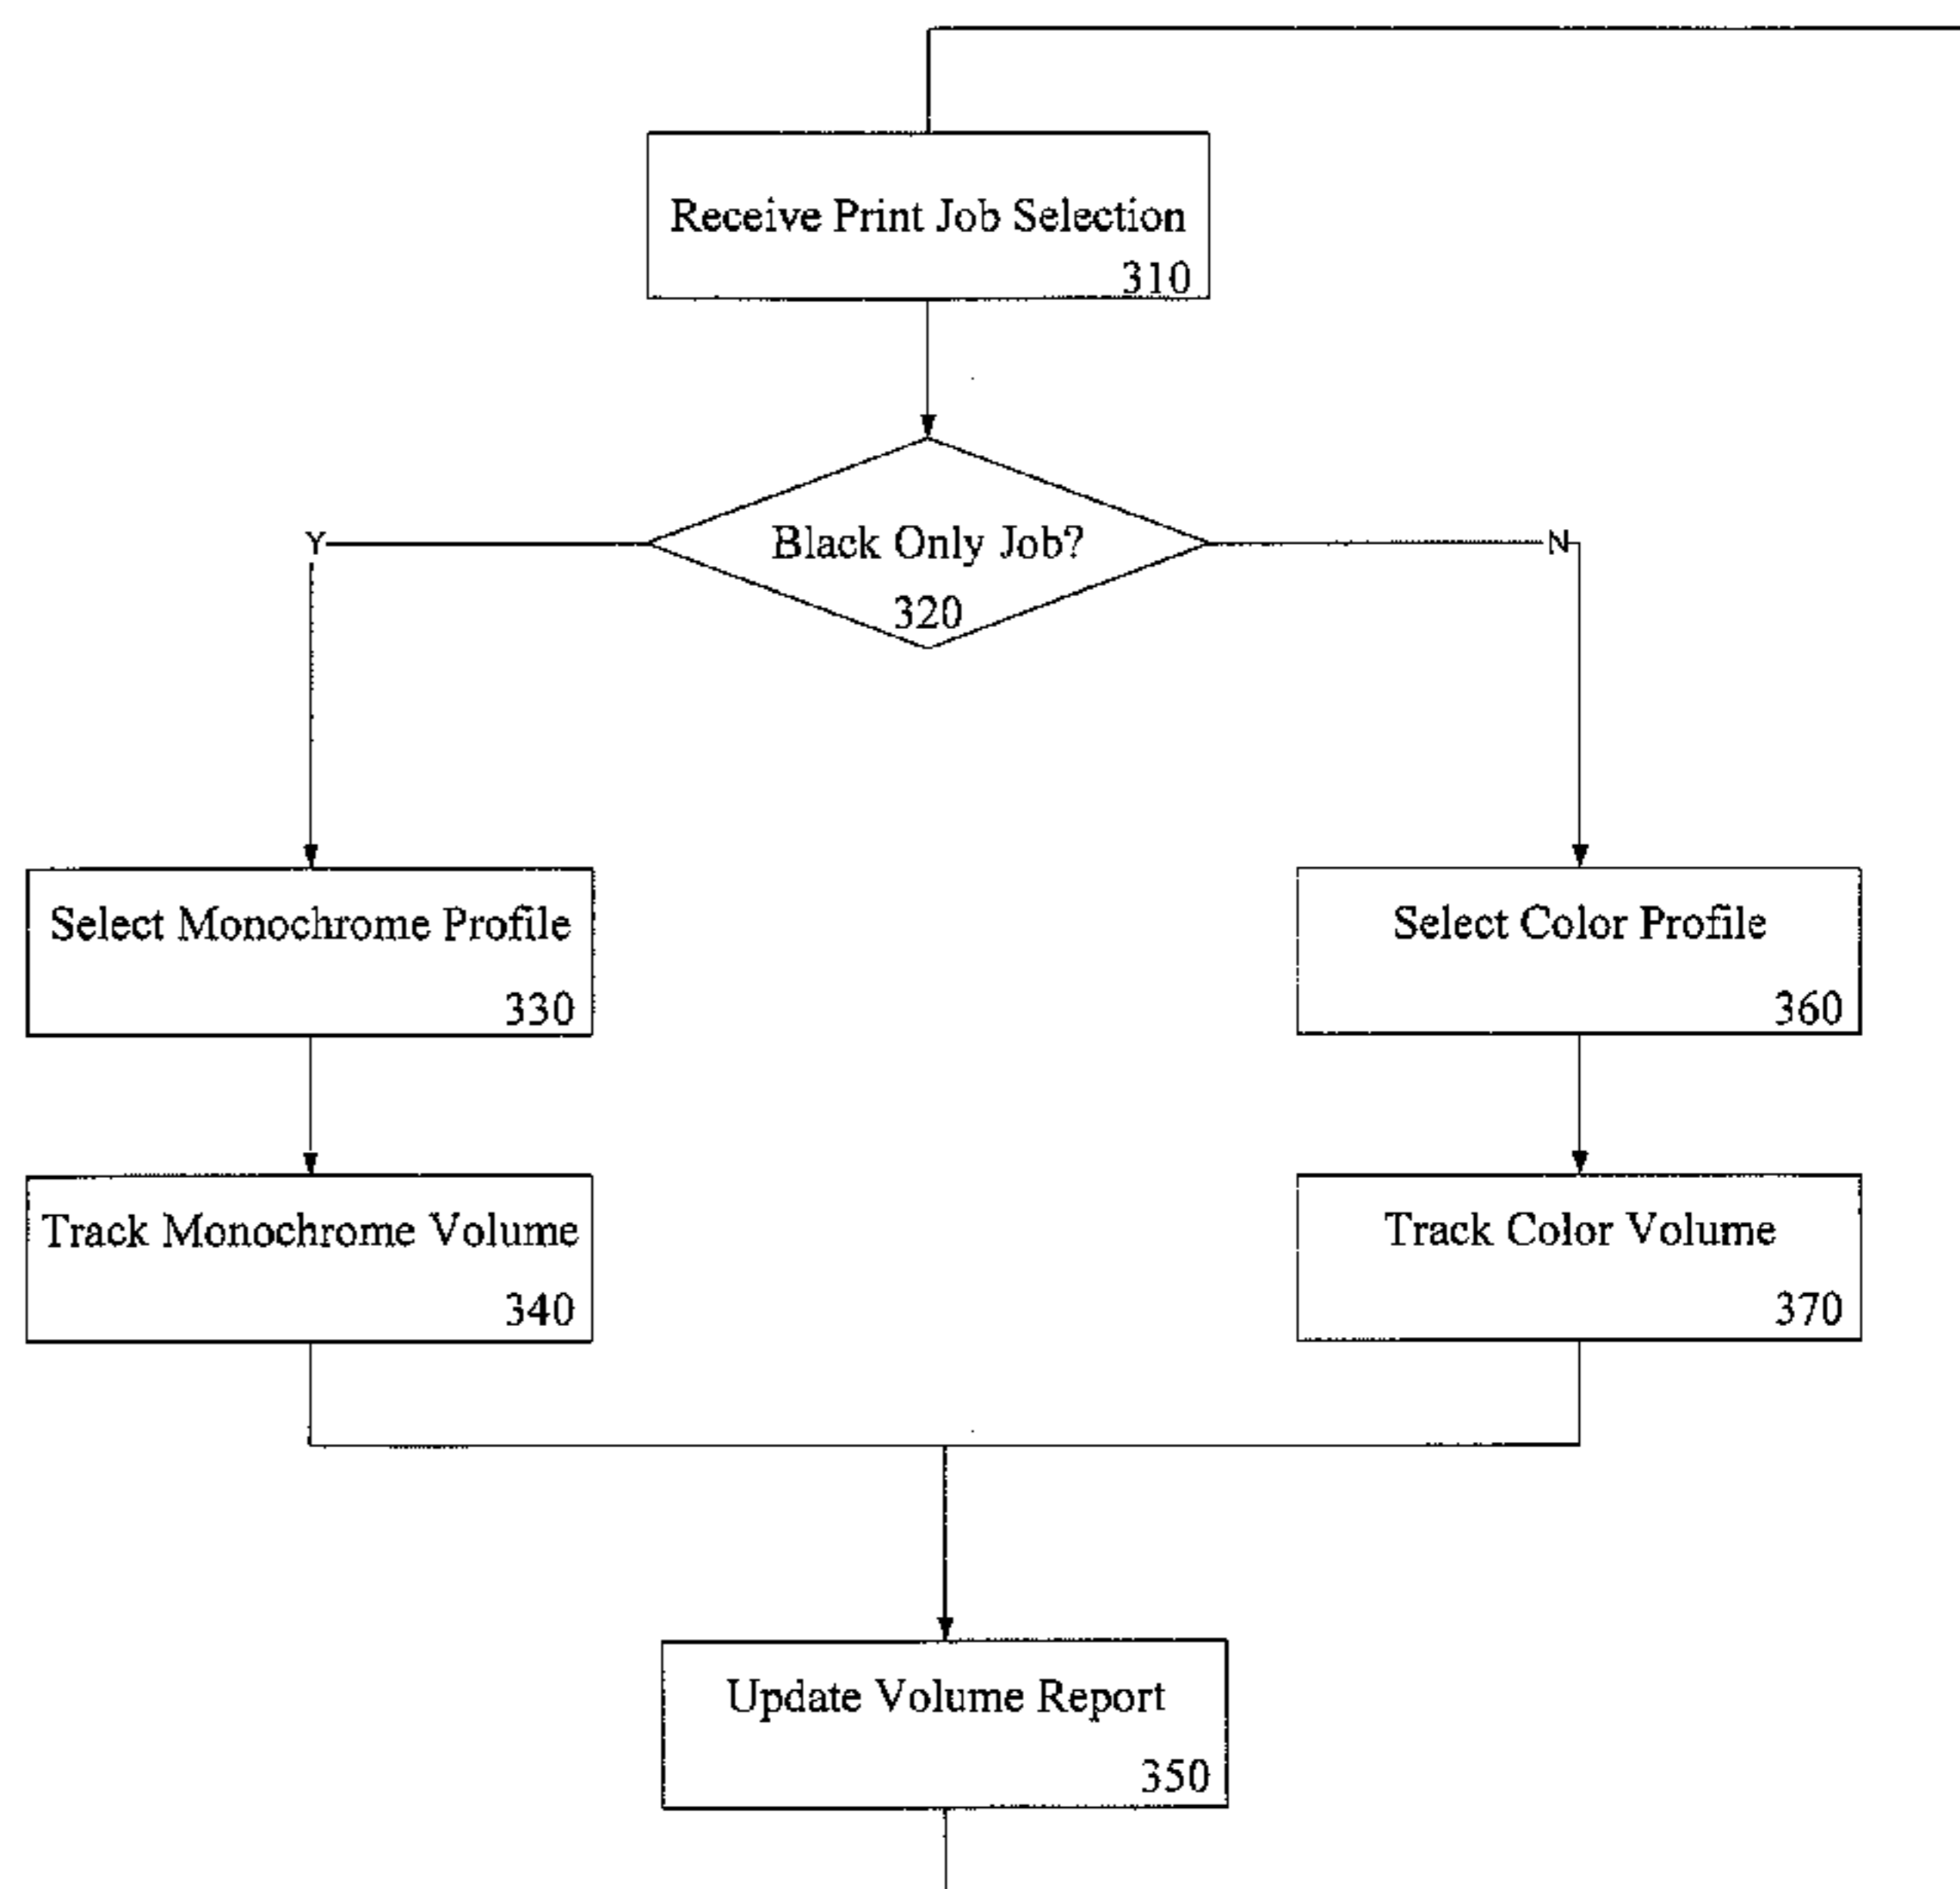 Receive Print Job Selection
310
Black Only Job?
320
Y
N
Select Monochrome Profile
330
Select Color Profile
360
Track Monochrome Volume
340
Track Color Volume
370
Update Volume Report
350